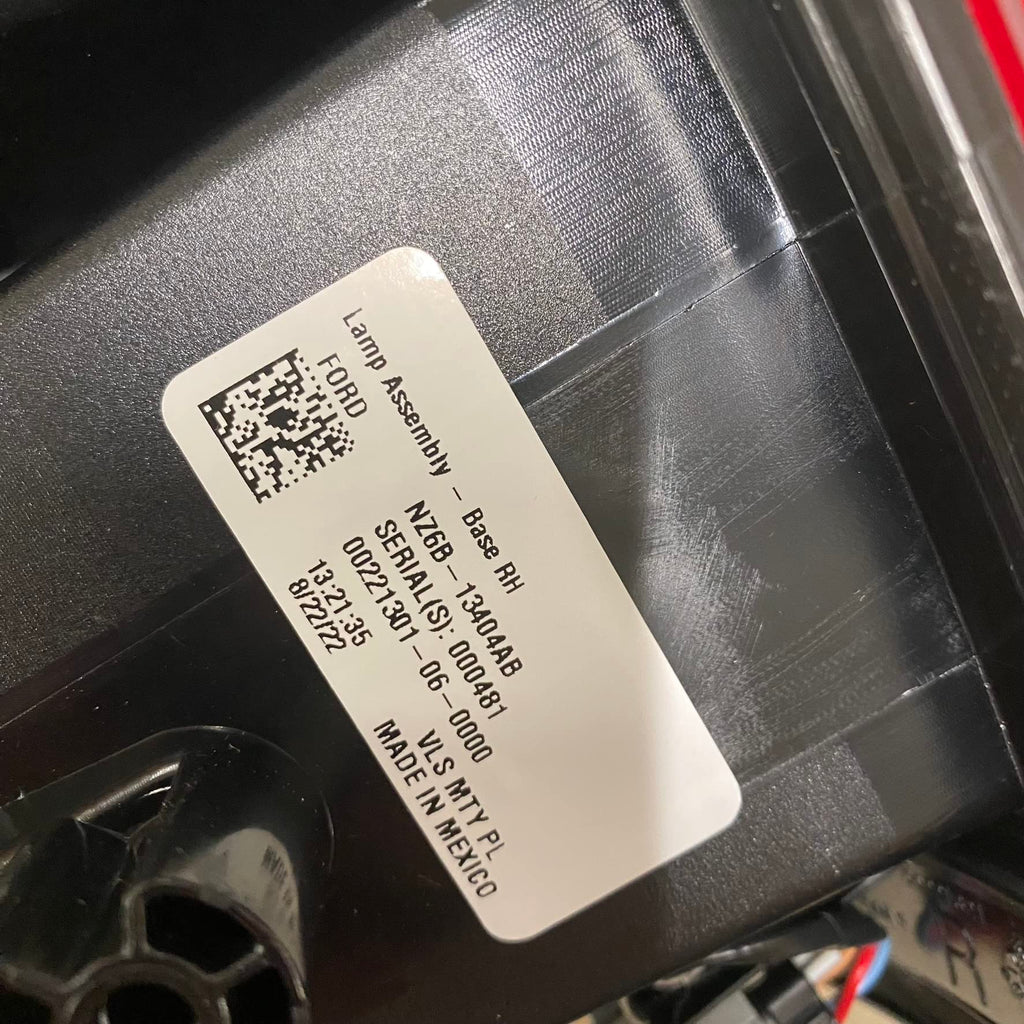 Lamp Assembly - Base RH
FORD
NZ6B-13404AB
SERIAL(S): 000481
00221301-06-0000
13:21:35
8/22/22
VLS MTY PL
MADE IN MEXICO